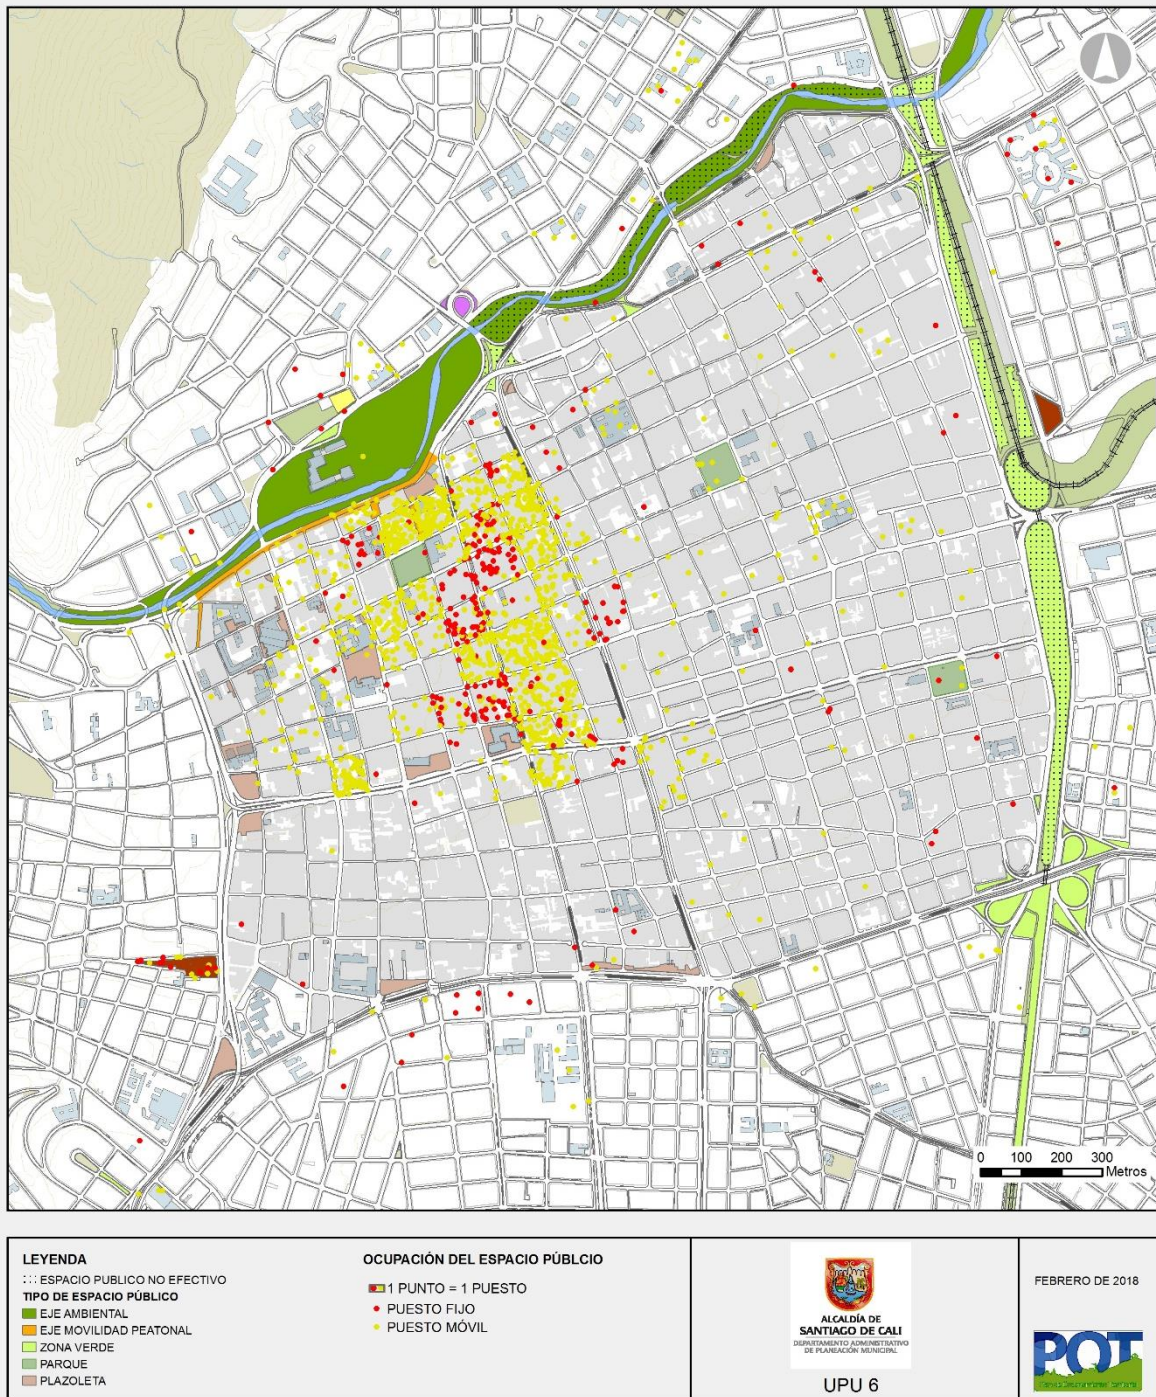 0 100 200 300
Metros
LEYENDA
ESPACIO PUBLICO NO EFECTIVO
TIPO DE ESPACIO PÚBLICO
EJE AMBIENTAL
EJE MOVILIDAD PEATONAL
ZONA VERDE
PARQUE
PLAZOLETA
OCUPACIÓN DEL ESPACIO PÚBLCIO
1 PUNTO = 1 PUESTO
PUESTO FIJO
PUESTO MÓVIL
ALCALDÍA DE
SANTIAGO DE CALI
DEPARTAMENTO ADMINISTRATIVO
DE PLANEACIÓN MUNICIPAL
UPU 6
FEBRERO DE 2018
POT